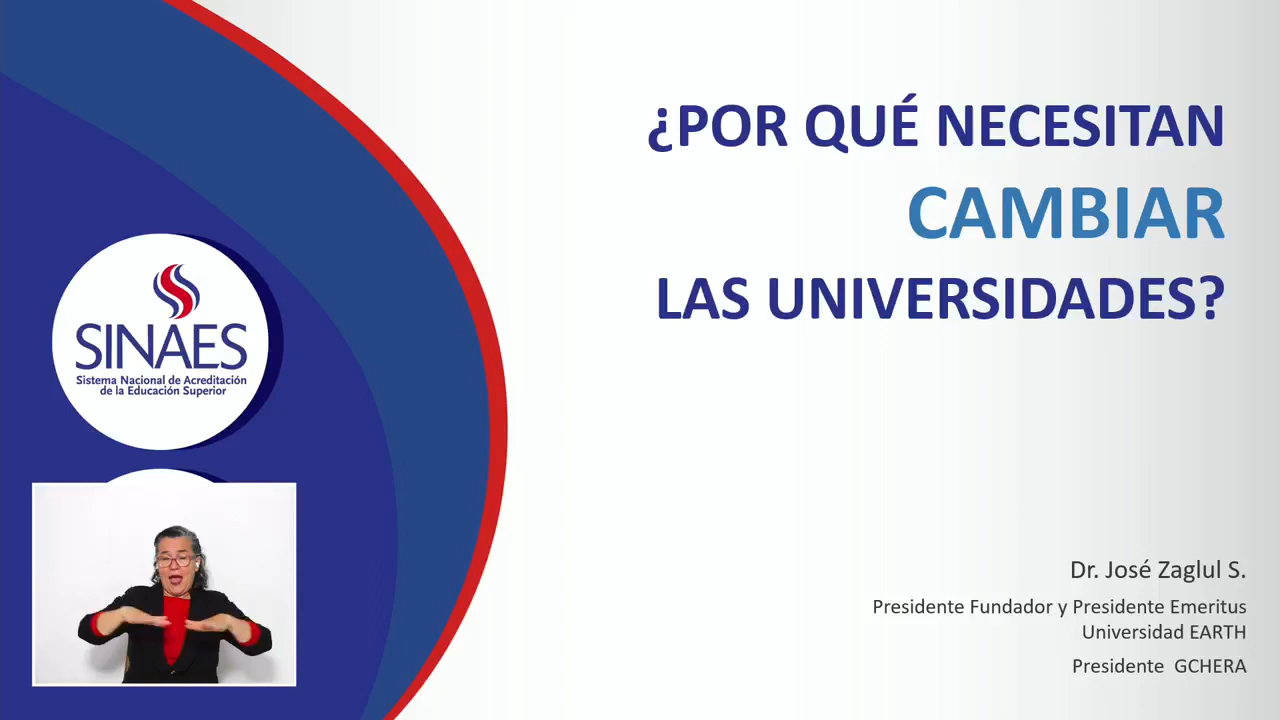 ¿POR QUÉ NECESITAN
CAMBIAR
LAS UNIVERSIDADES?
SINAES
Sistema Nacional de Acreditación
de la Educación Superior
Dr. José Zaglul S.
Presidente Fundador y Presidente Emeritus
Universidad EARTH
Presidente GCHERA